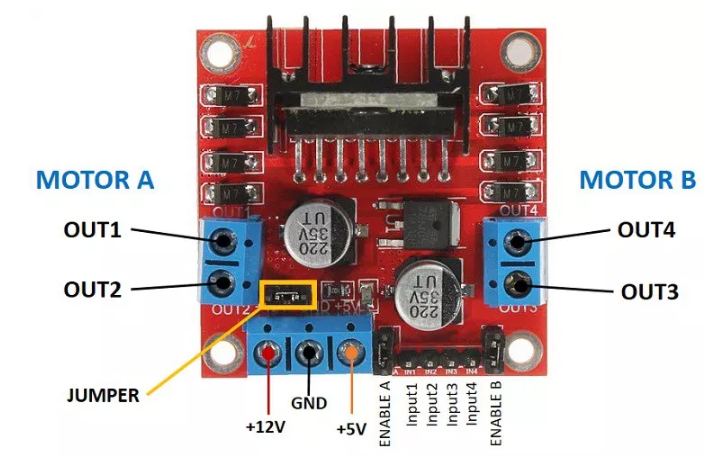 MOTOR A
MOTOR B
OUT1
OUT2
OUT4
OUT3
JUMPER
+12V
GND
+5V
ENABLE A
Input1
Input2
Input3
Input4
ENABLE B
M7
M7
M7
M7
M7
M7
M7
M7
OUT1
OUT4
220
35V
UT
U1
220
35V
UT
OUT2
+5V
OUT3
IN1
IN2
IN3
IN4